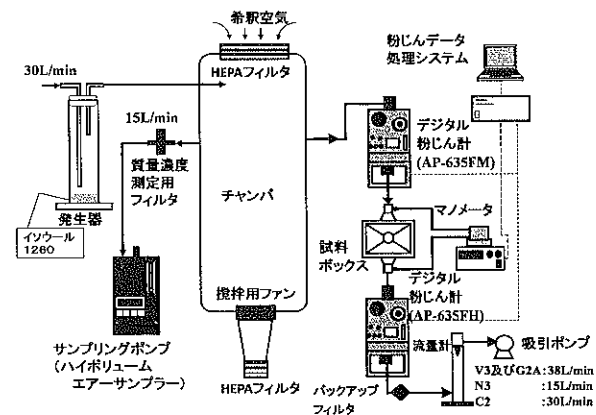 希釈空気
HEPAフィルタ
30L/min
15L/min
質量濃度
測定用
フィルタ
発生器
イソウール
1260
チャンバ
攪拌用ファン
サンプリングポンプ
(ハイボリューム
エアーサンプラー)
HEPAフィルタ
粉じんデータ
処理システム
デジタル
粉じん計
(AP-635FM)
マノメータ
試料
ボックス
デジタル
粉じん計
(AP-635FH)
流量計
吸引ポンプ
バックアップ
フィルタ
V3及びG2A:38L/min
N3 :15L/min
C2 :30L/min